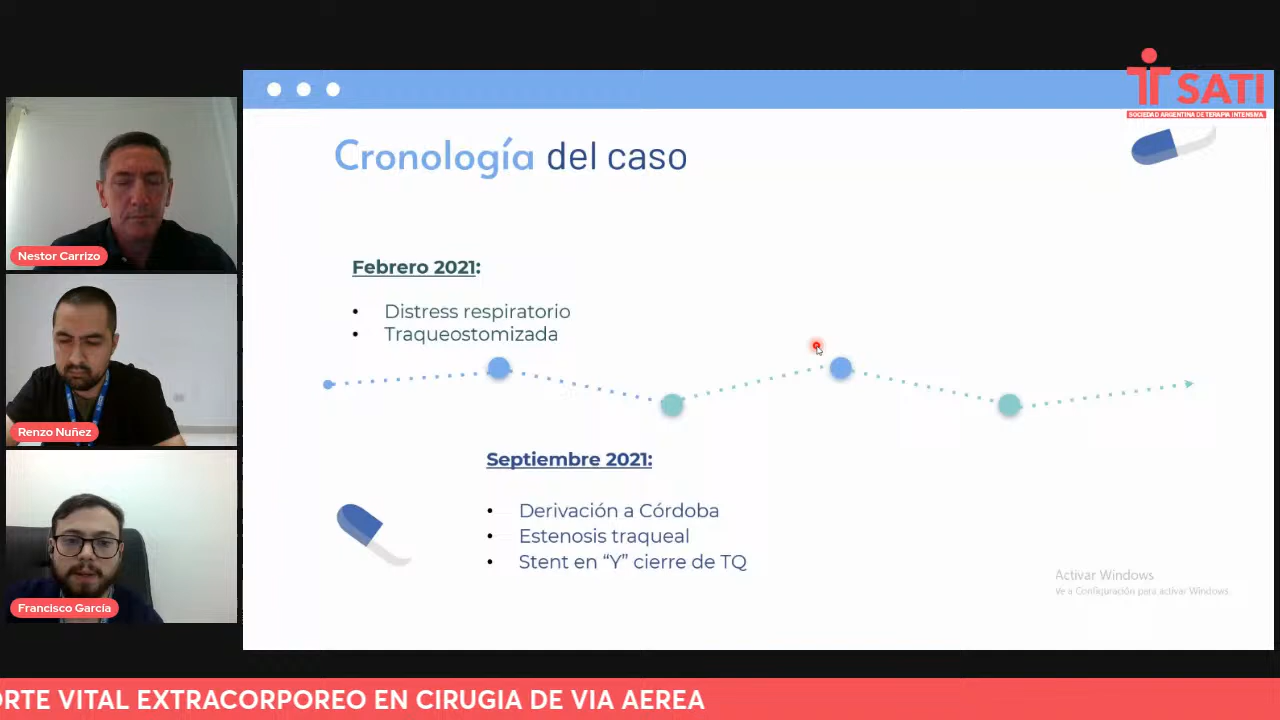 SATI
SOCIEDAD ARGENTINA DE TERAPIA INTENSIVA
Cronología del caso
Nestor Carrizo
Febrero 2021:
• Distress respiratorio
• Traqueostomizada
Renzo Nuñez
Septiembre 2021:
• Derivación a Córdoba
• Estenosis traqueal
• Stent en “Y” cierre de TQ
Activar Windows
Ve a Configuración para activar Windows
Francisco García
ORTE VITAL EXTRACORPOREO EN CIRUGIA DE VIA AEREA